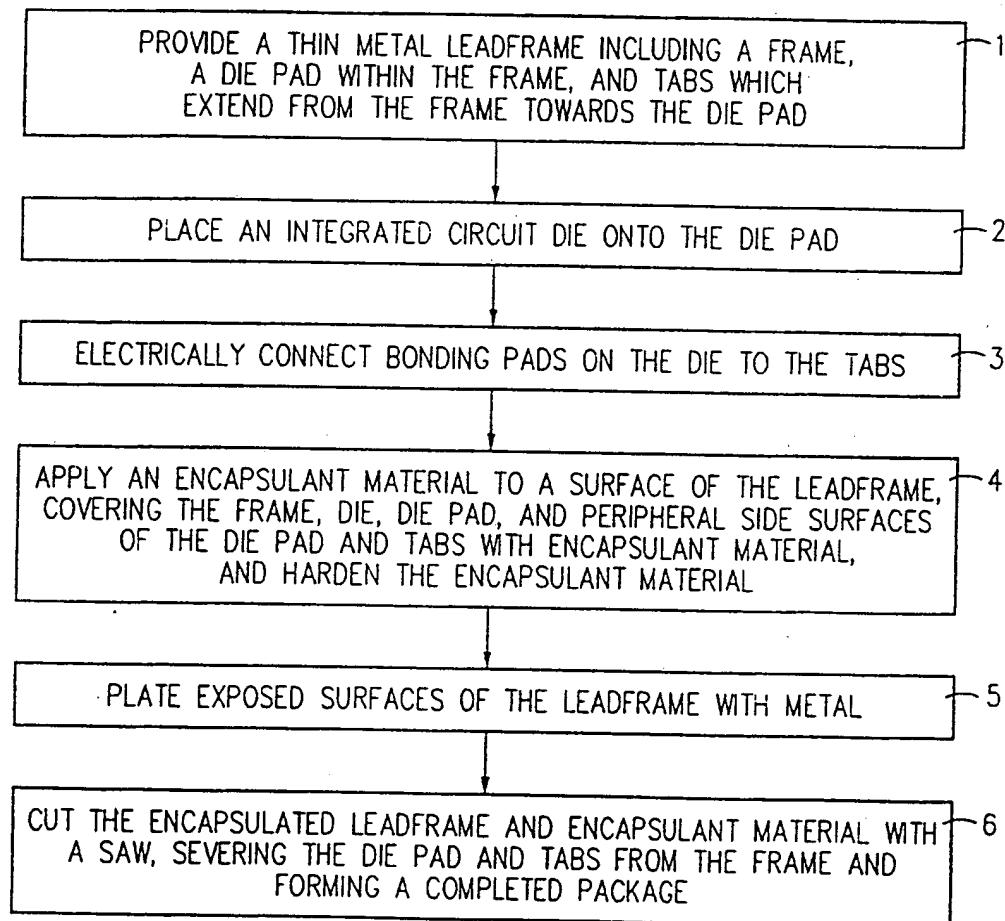 PROVIDE A THIN METAL LEADFRAME INCLUDING A FRAME,
A DIE PAD WITHIN THE FRAME, AND TABS WHICH
EXTEND FROM THE FRAME TOWARDS THE DIE PAD
1
PLACE AN INTEGRATED CIRCUIT DIE ONTO THE DIE PAD
2
ELECTRICALLY CONNECT BONDING PADS ON THE DIE TO THE TABS
3
APPLY AN ENCAPSULANT MATERIAL TO A SURFACE OF THE LEADFRAME,
COVERING THE FRAME, DIE, DIE PAD, AND PERIPHERAL SIDE SURFACES
OF THE DIE PAD AND TABS WITH ENCAPSULANT MATERIAL,
AND HARDEN THE ENCAPSULANT MATERIAL
4
PLATE EXPOSED SURFACES OF THE LEADFRAME WITH METAL
5
CUT THE ENCAPSULATED LEADFRAME AND ENCAPSULANT MATERIAL WITH
A SAW, SEVERING THE DIE PAD AND TABS FROM THE FRAME AND
FORMING A COMPLETED PACKAGE
6